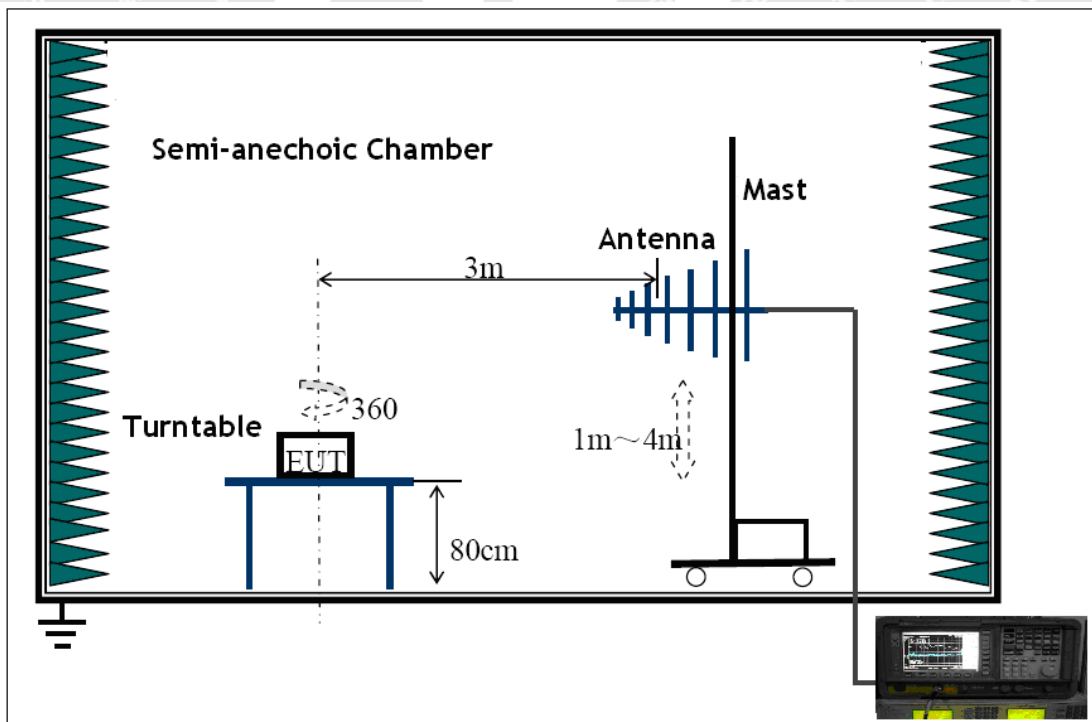 Semi-anechoic Chamber
Mast
Antenna
3m
360
Turntable
1m～4m
EUT
80cm